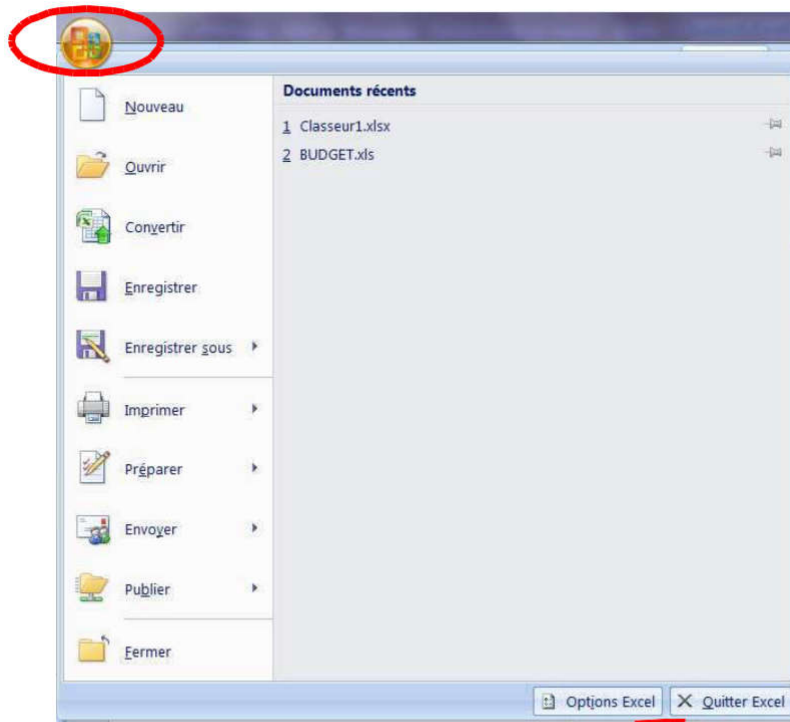 Nouveau
Ouvrir
Convertir
Enregistrer
Enregistrer sous
Imprimer
Préparer
Envoyer
Publier
Fermer
Documents récents
1 Classeur1.xlsx
2 BUDGET.xls
Options Excel
Quitter Excel